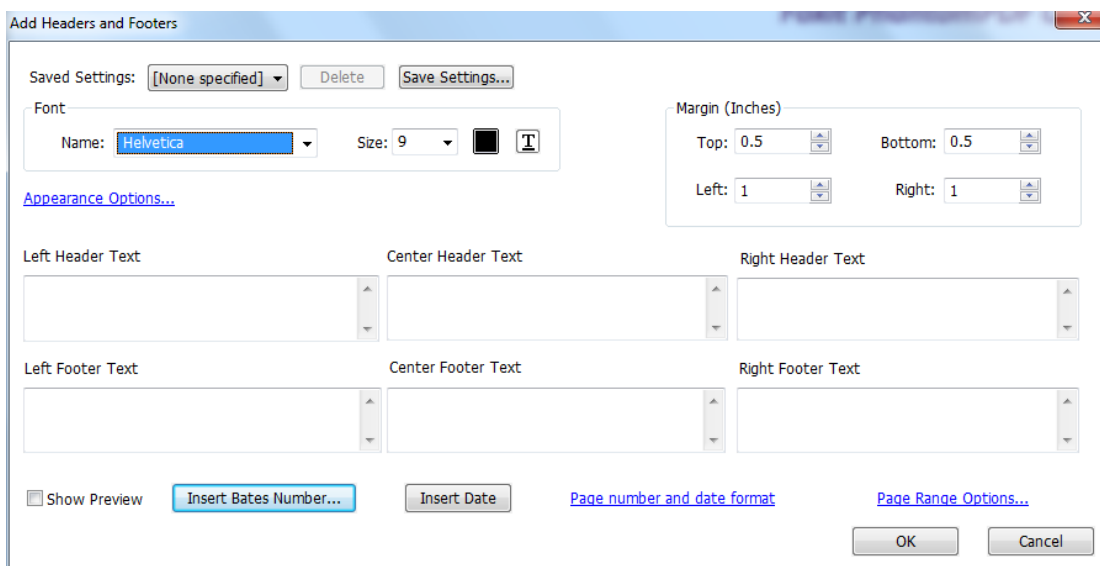 Add Headers and Footers
Saved Settings: [None specified] Delete Save Settings...
Font
Name: Helvetica Size: 9 T
Margin (Inches)
Top: 0.5 Bottom: 0.5
Left: 1 Right: 1
Appearance Options...
Left Header Text Center Header Text Right Header Text
Left Footer Text Center Footer Text Right Footer Text
Show Preview Insert Bates Number... Insert Date Page number and date format Page Range Options...
OK Cancel